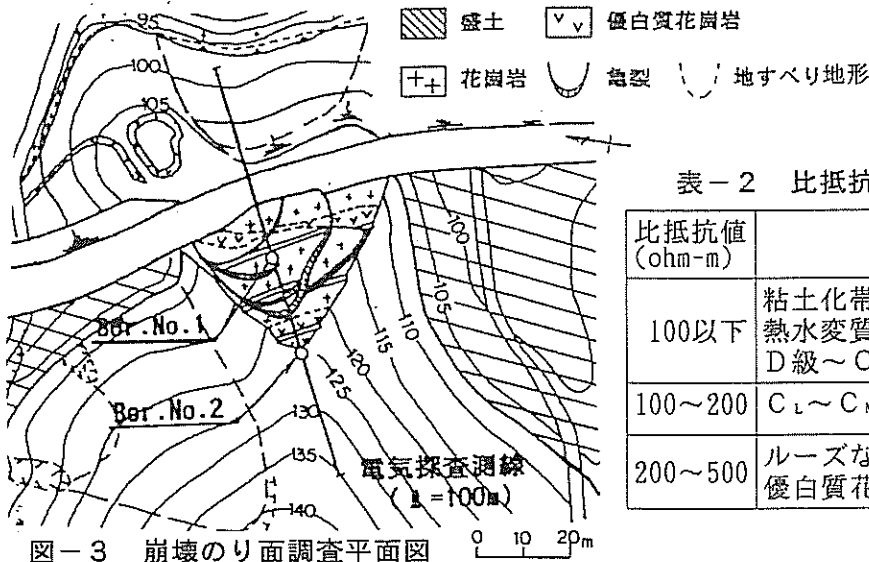 盛土
優白質花崗岩
花崗岩
亀裂
地すべり地形
95
100
105
100
105
110
115
120
125
130
135
140
Bor.No.1
Bor.No.2
電気探査測線
(ℓ=100m)
図－3 崩壊のり面調査平面図
0 10 20m
表－2 比抵抗
比抵抗値
(ohm-m)
100以下
粘土化帯
熱水変質
D級～C
100～200
CL～CM
200～500
ルーズな
優白質花